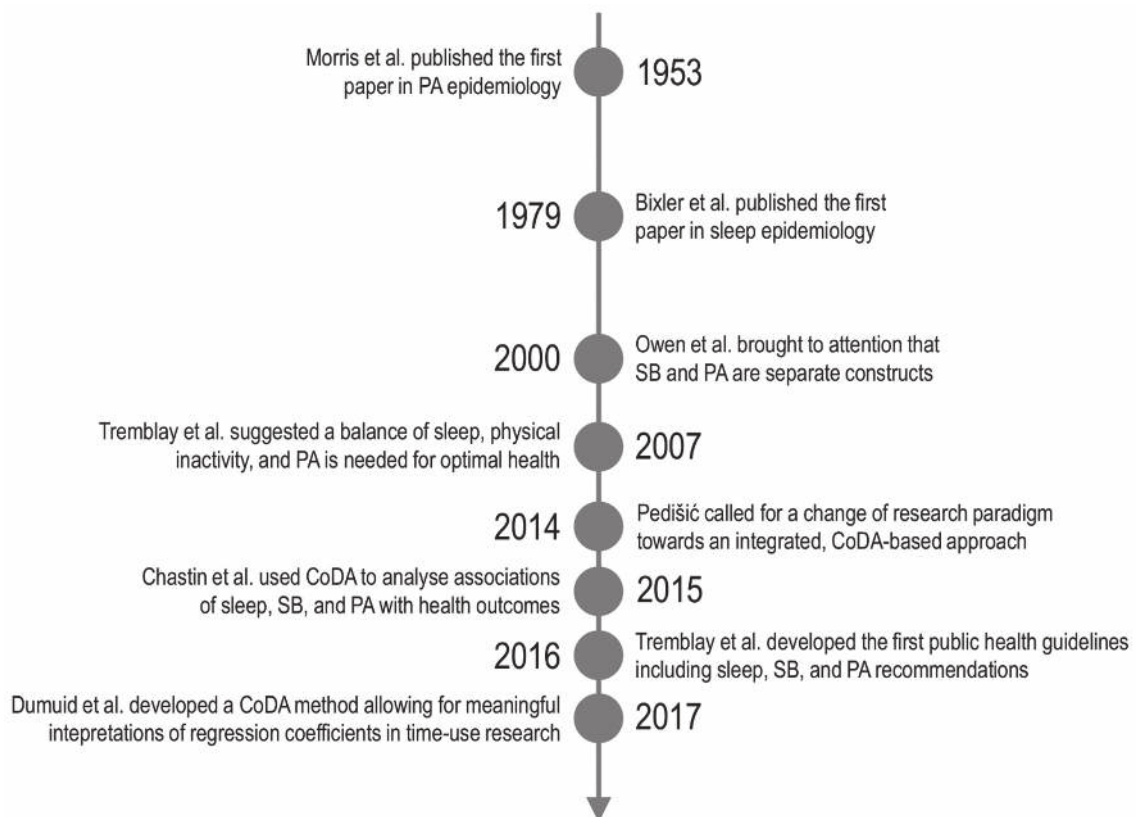 Morris et al. published the first
paper in PA epidemiology
1953
1979
Bixler et al. published the first
paper in sleep epidemiology
2000
Owen et al. brought to attention that
SB and PA are separate constructs
Tremblay et al. suggested a balance of sleep, physical
inactivity, and PA is needed for optimal health
2007
2014
Pedišić called for a change of research paradigm
towards an integrated, CoDA-based approach
Chastin et al. used CoDA to analyse associations
of sleep, SB, and PA with health outcomes
2015
2016
Tremblay et al. developed the first public health guidelines
including sleep, SB, and PA recommendations
Dumuid et al. developed a CoDA method allowing for meaningful
intepretations of regression coefficients in time-use research
2017